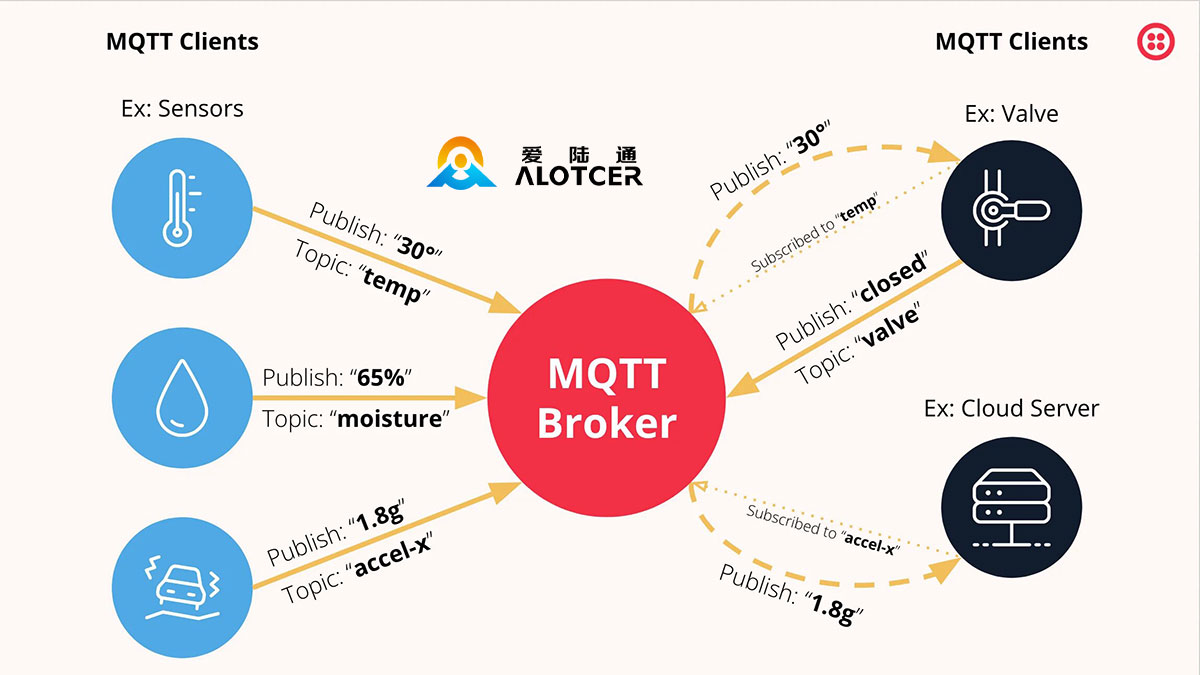 MQTT Clients
MQTT Clients
Ex: Sensors
Ex: Valve
爱陆通
ALOTCER
Publish: “30°”
Topic: “temp”
Publish: “30°”
Subscribed to “temp”
Publish: “closed”
Topic: “valve”
MQTT
Broker
Publish: “65%”
Topic: “moisture”
Ex: Cloud Server
Publish: “1.8g”
Topic: “accel-x”
Subscribed to “accel-x”
Publish: “1.8g”